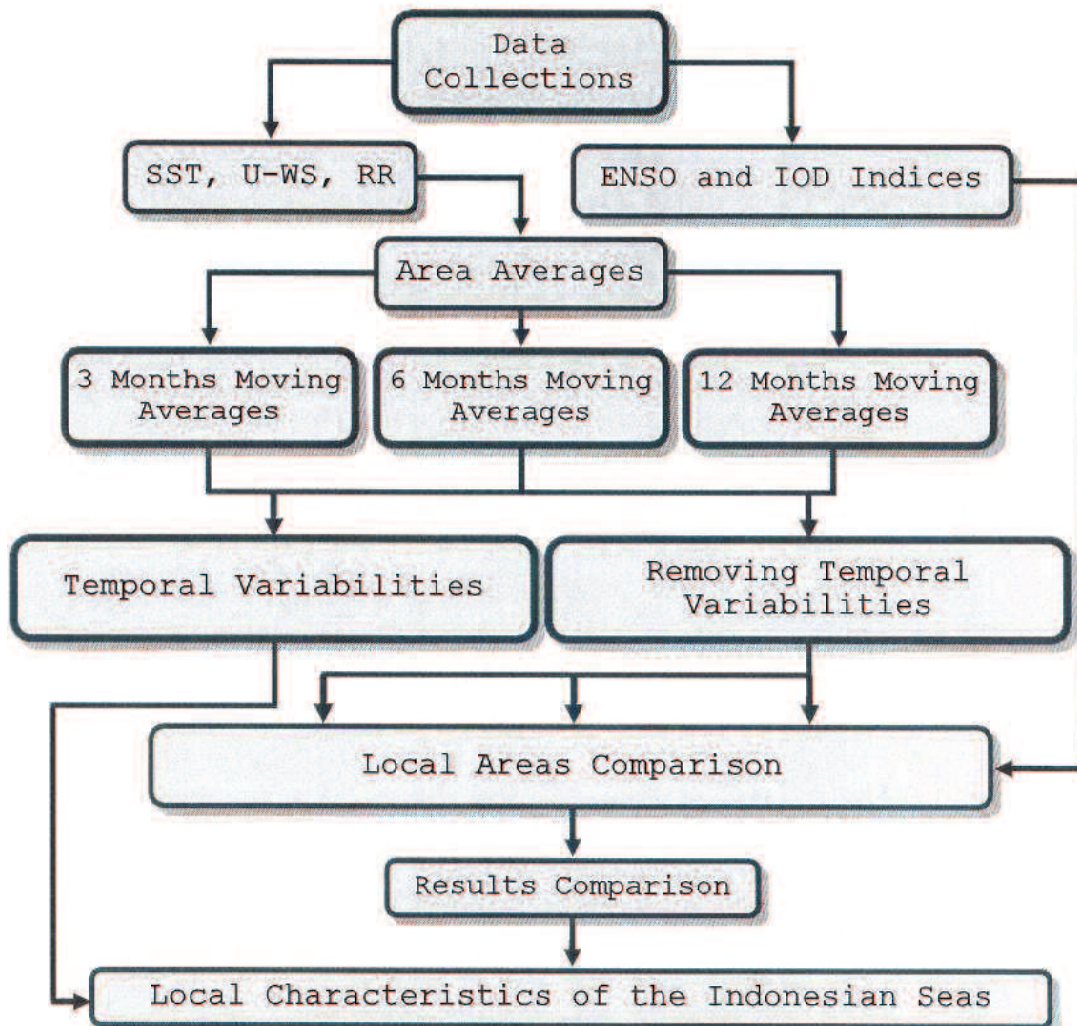 Data
Collections
SST, U-WS, RR
ENSO and IOD Indices
Area Averages
3 Months Moving
Averages
6 Months Moving
Averages
12 Months Moving
Averages
Temporal Variabilities
Removing Temporal
Variabilities
Local Areas Comparison
Results Comparison
Local Characteristics of the Indonesian Seas